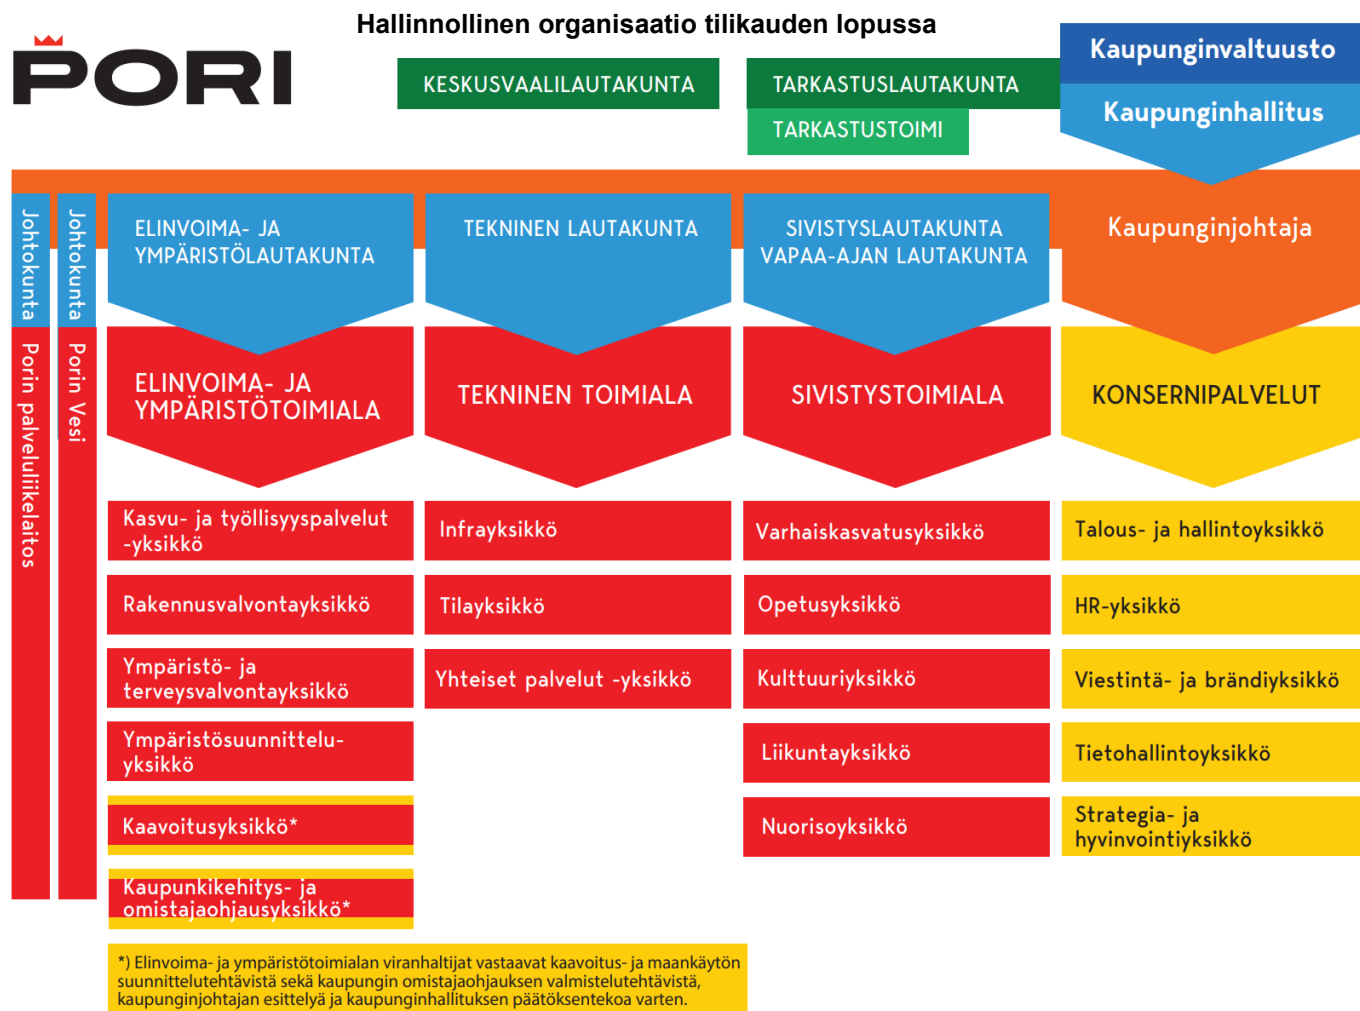 Hallinnollinen organisaatio tilikauden lopussa
PORI
KESKUSVAALILAUTAKUNTA
TARKASTUSLAUTAKUNTA
TARKASTUSTOIMI
Kaupunginvaltuusto
Kaupunginhallitus
Kaupunginjohtaja
Johtokunta
Porin palveluliikelaitos
Johtokunta
Porin Vesi
ELINVOIMA- JA
YMPÄRISTÖLAUTAKUNTA
TEKNINEN LAUTAKUNTA
SIVISTYSLAUTAKUNTA
VAPAA-AJAN LAUTAKUNTA
ELINVOIMA- JA
YMPÄRISTÖTOIMIALA
TEKNINEN TOIMIALA
SIVISTYSTOIMIALA
KONSERNIPALVELUT
Kasvu- ja työllisyyspalvelut
-yksikkö
Rakennusvalvontayksikkö
Ympäristö- ja
terveysvalvontayksikkö
Ympäristösuunnittelu-
yksikkö
Kaavoitusyksikkö*
Kaupunkikehitys- ja
omistajaohjausyksikkö*
Infrayksikkö
Tilayksikkö
Yhteiset palvelut -yksikkö
Varhaiskasvatusyksikkö
Opetusyksikkö
Kulttuuriyksikkö
Liikuntayksikkö
Nuorisoyksikkö
Talous- ja hallintoyksikkö
HR-yksikkö
Viestintä- ja brändiyksikkö
Tietohallintoyksikkö
Strategia- ja
hyvinvointiyksikkö
*) Elinvoima- ja ympäristötoimialan viranhaltijat vastaavat kaavoitus- ja maankäytön
suunnittelutehtävistä sekä kaupungin omistajaohjauksen valmistelutehtävistä,
kaupunginjohtajan esittelyä ja kaupunginhallituksen päätöksentekoa varten.